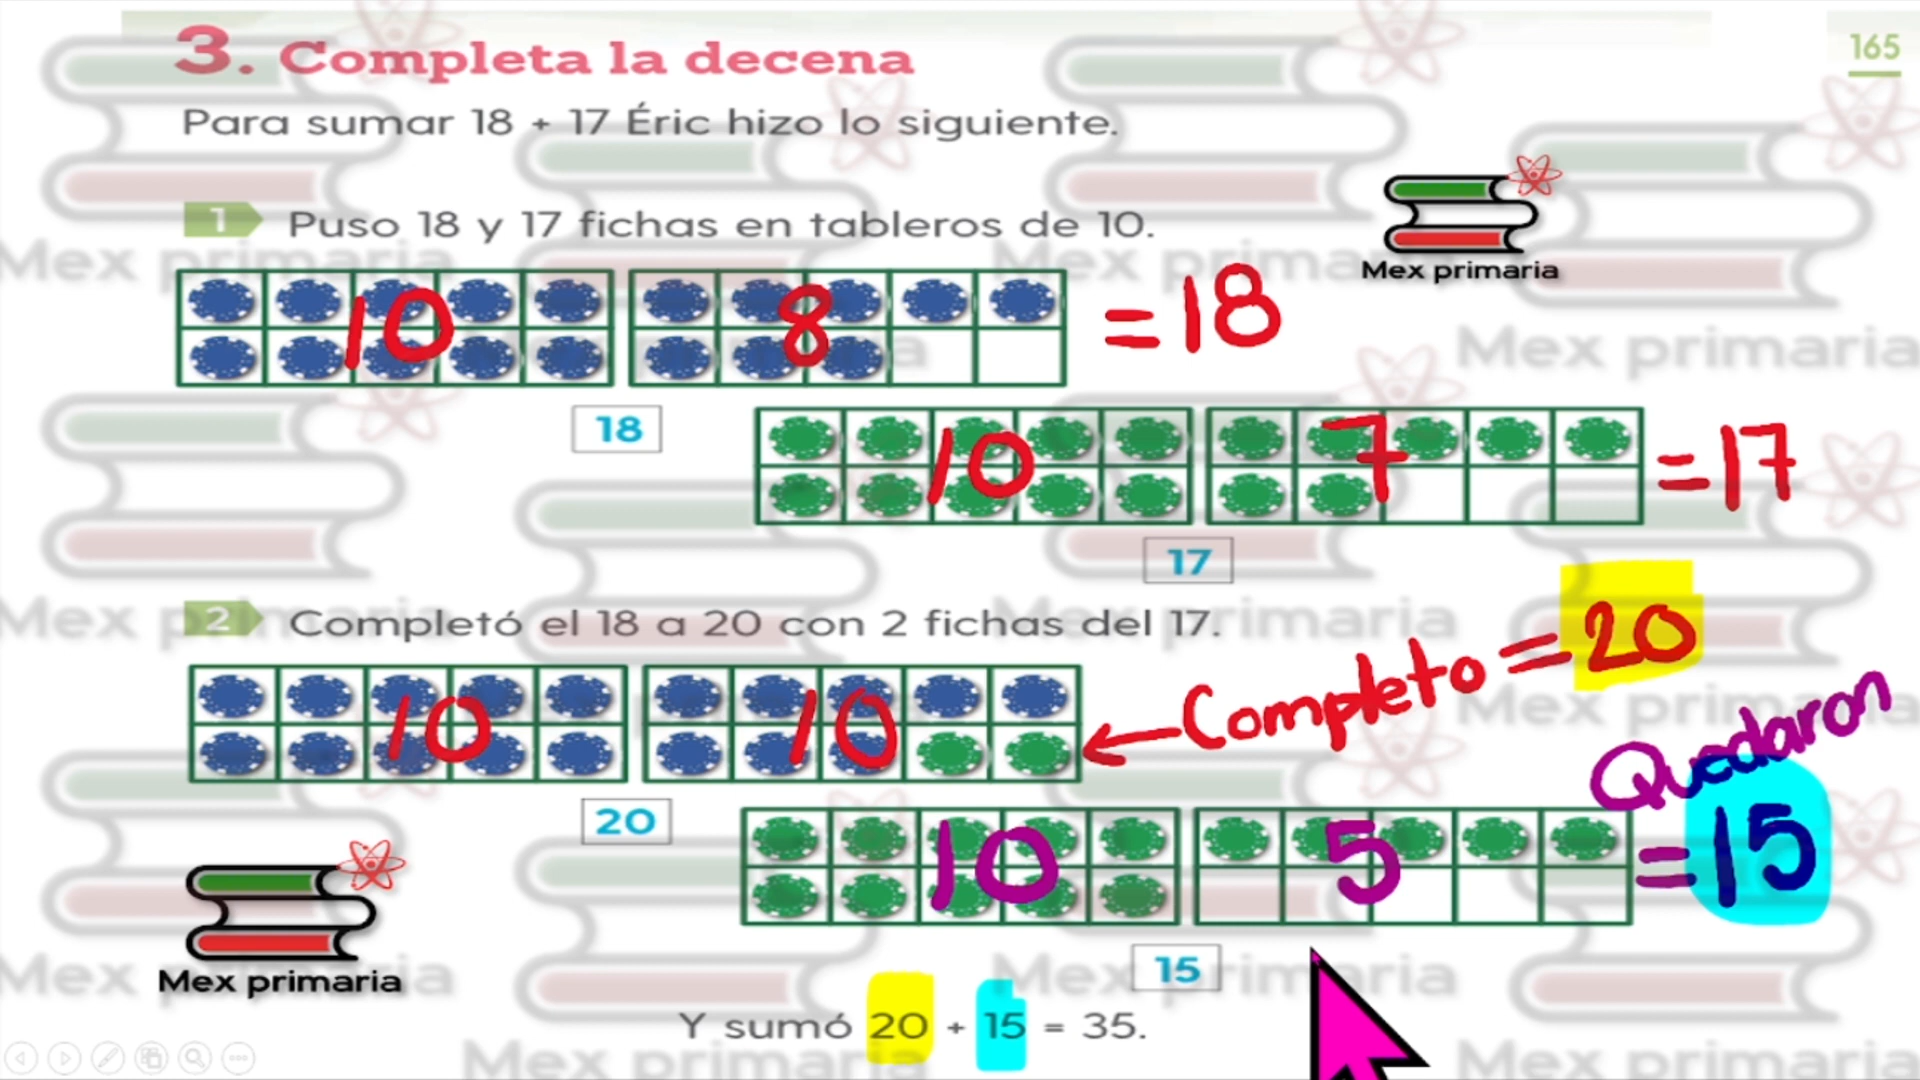 165
3. Completa la decena
Para sumar 18 + 17 Éric hizo lo siguiente.
Mex primaria
1 Puso 18 y 17 fichas en tableros de 10.
10 8 =18
18
10 7 =17
17
2 Completó el 18 a 20 con 2 fichas del 17.
10 10 Completo =20
20
Quedaron
10 5 =15
15
Mex primaria
Y sumó 20 + 15 = 35.